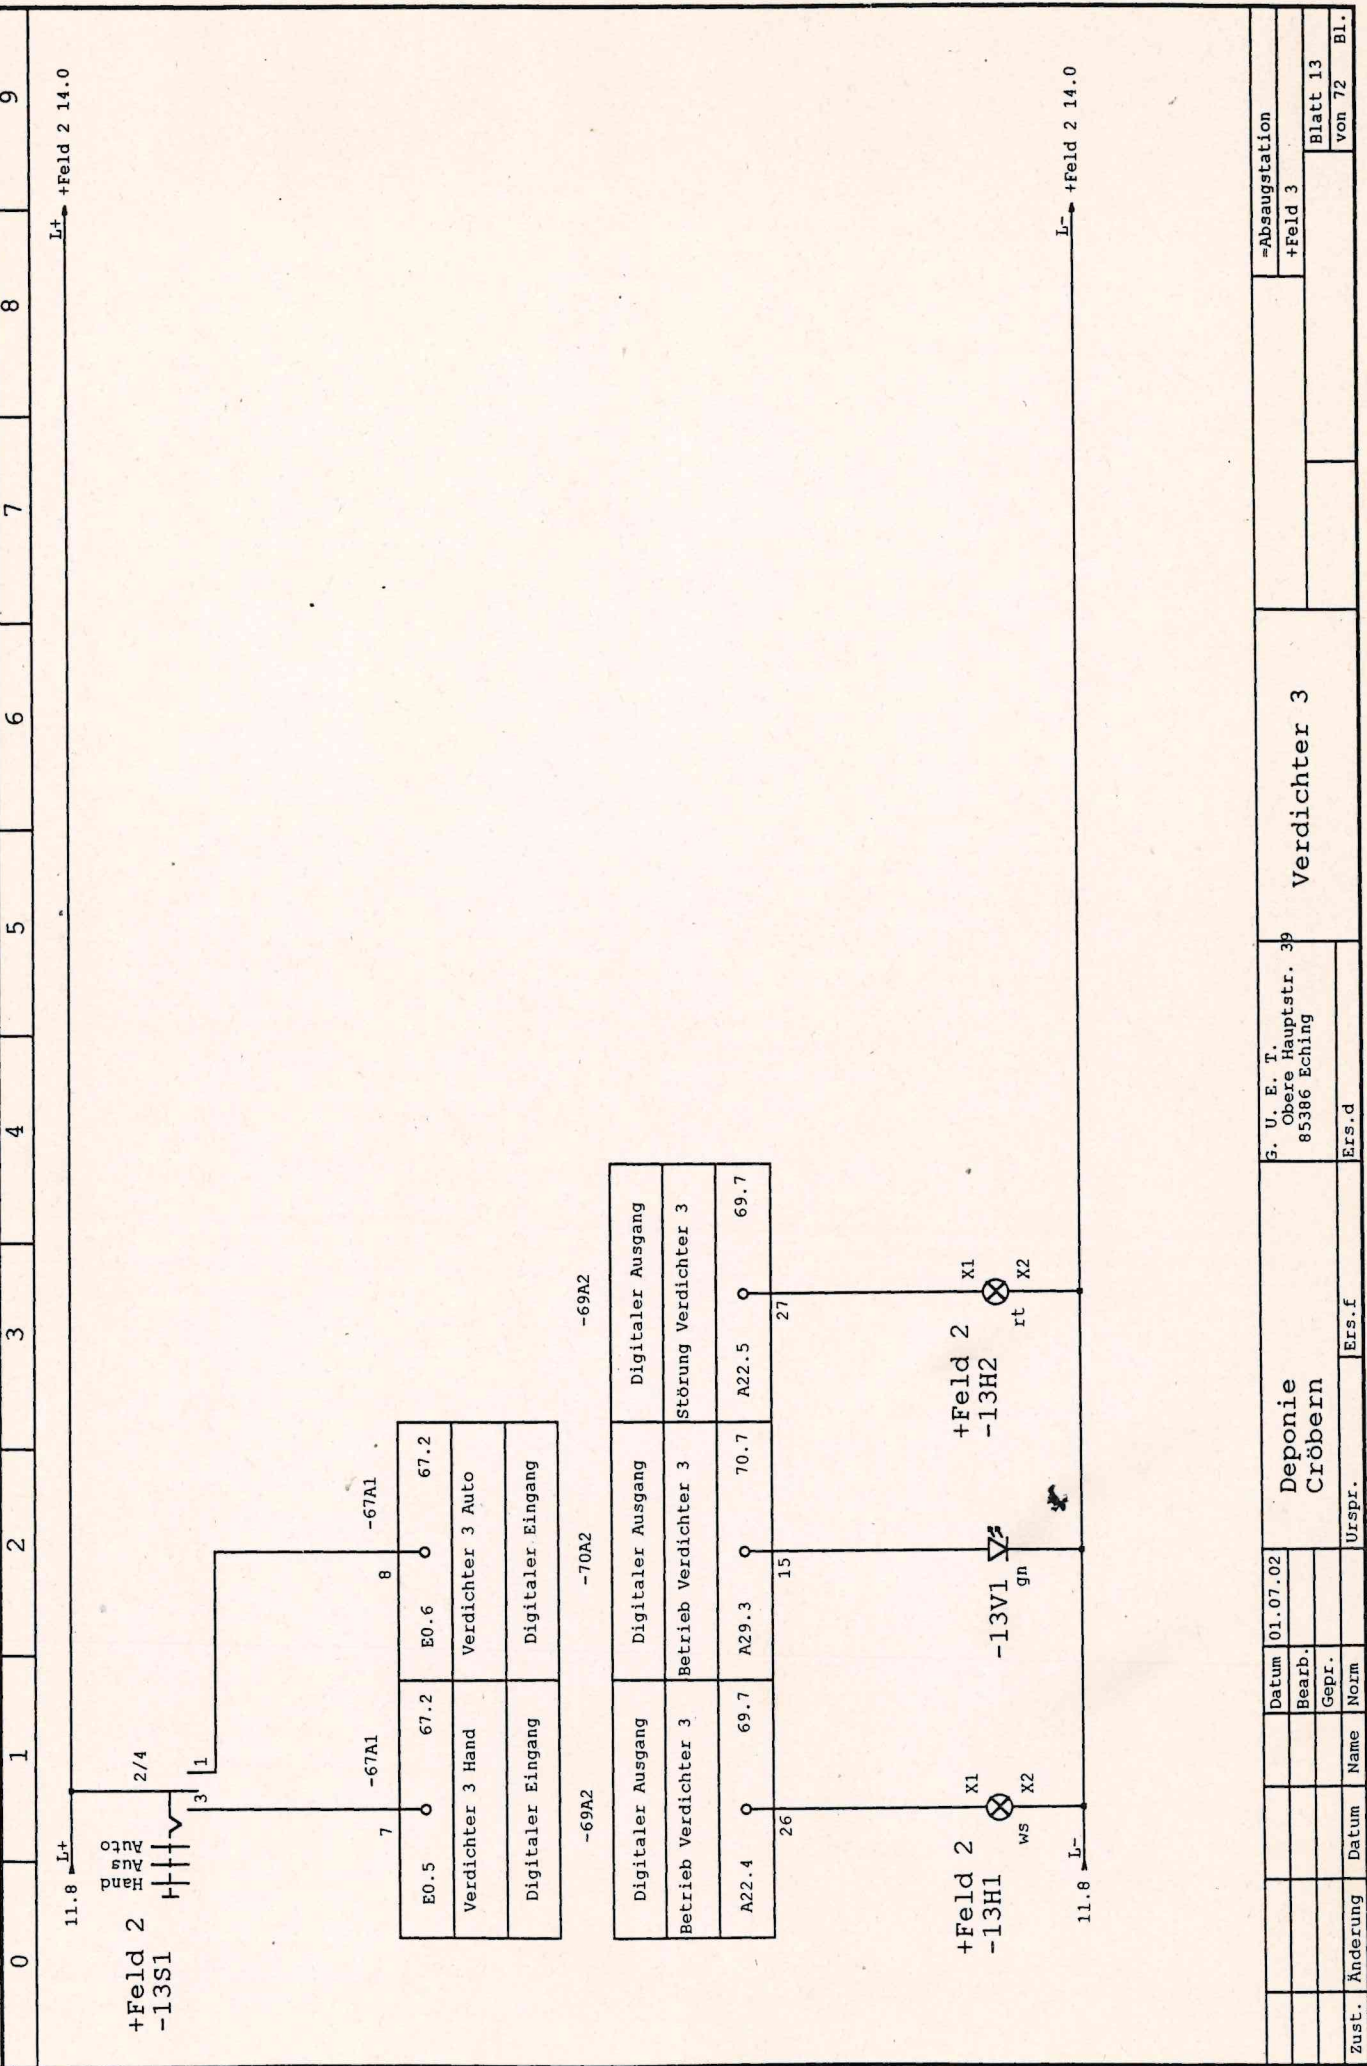 0 1 2 3 4 5 6 7 8 9
11.8 L+
L+ +Feld 2 14.0
+Feld 2
-13S1
Hand
Aus
Auto
2/4
3 1
-67A1
-67A1
7
8
E0.5 67.2
E0.6 67.2
Verdichter 3 Hand
Verdichter 3 Auto
Digitaler Eingang
Digitaler Eingang
-69A2
-70A2
-69A2
Digitaler Ausgang
Digitaler Ausgang
Digitaler Ausgang
Betrieb Verdichter 3
Betrieb Verdichter 3
Störung Verdichter 3
A22.4 69.7
A29.3 70.7
A22.5 69.7
26
15
27
+Feld 2
-13H1
X1
X2
ws
-13V1
gn
+Feld 2
-13H2
X1
X2
rt
11.8 L-
L- +Feld 2 14.0
Zust. Änderung Datum Name
Datum 01.07.02
Bearb.
Gepr.
Norm
Deponie
Cröbern
Urspr. Ers.f Ers.d
G. U. E. T.
Obere Hauptstr. 39
85386 Eching
Verdichter 3
=Absaugstation
+Feld 3
Blatt 13
von 72 Bl.